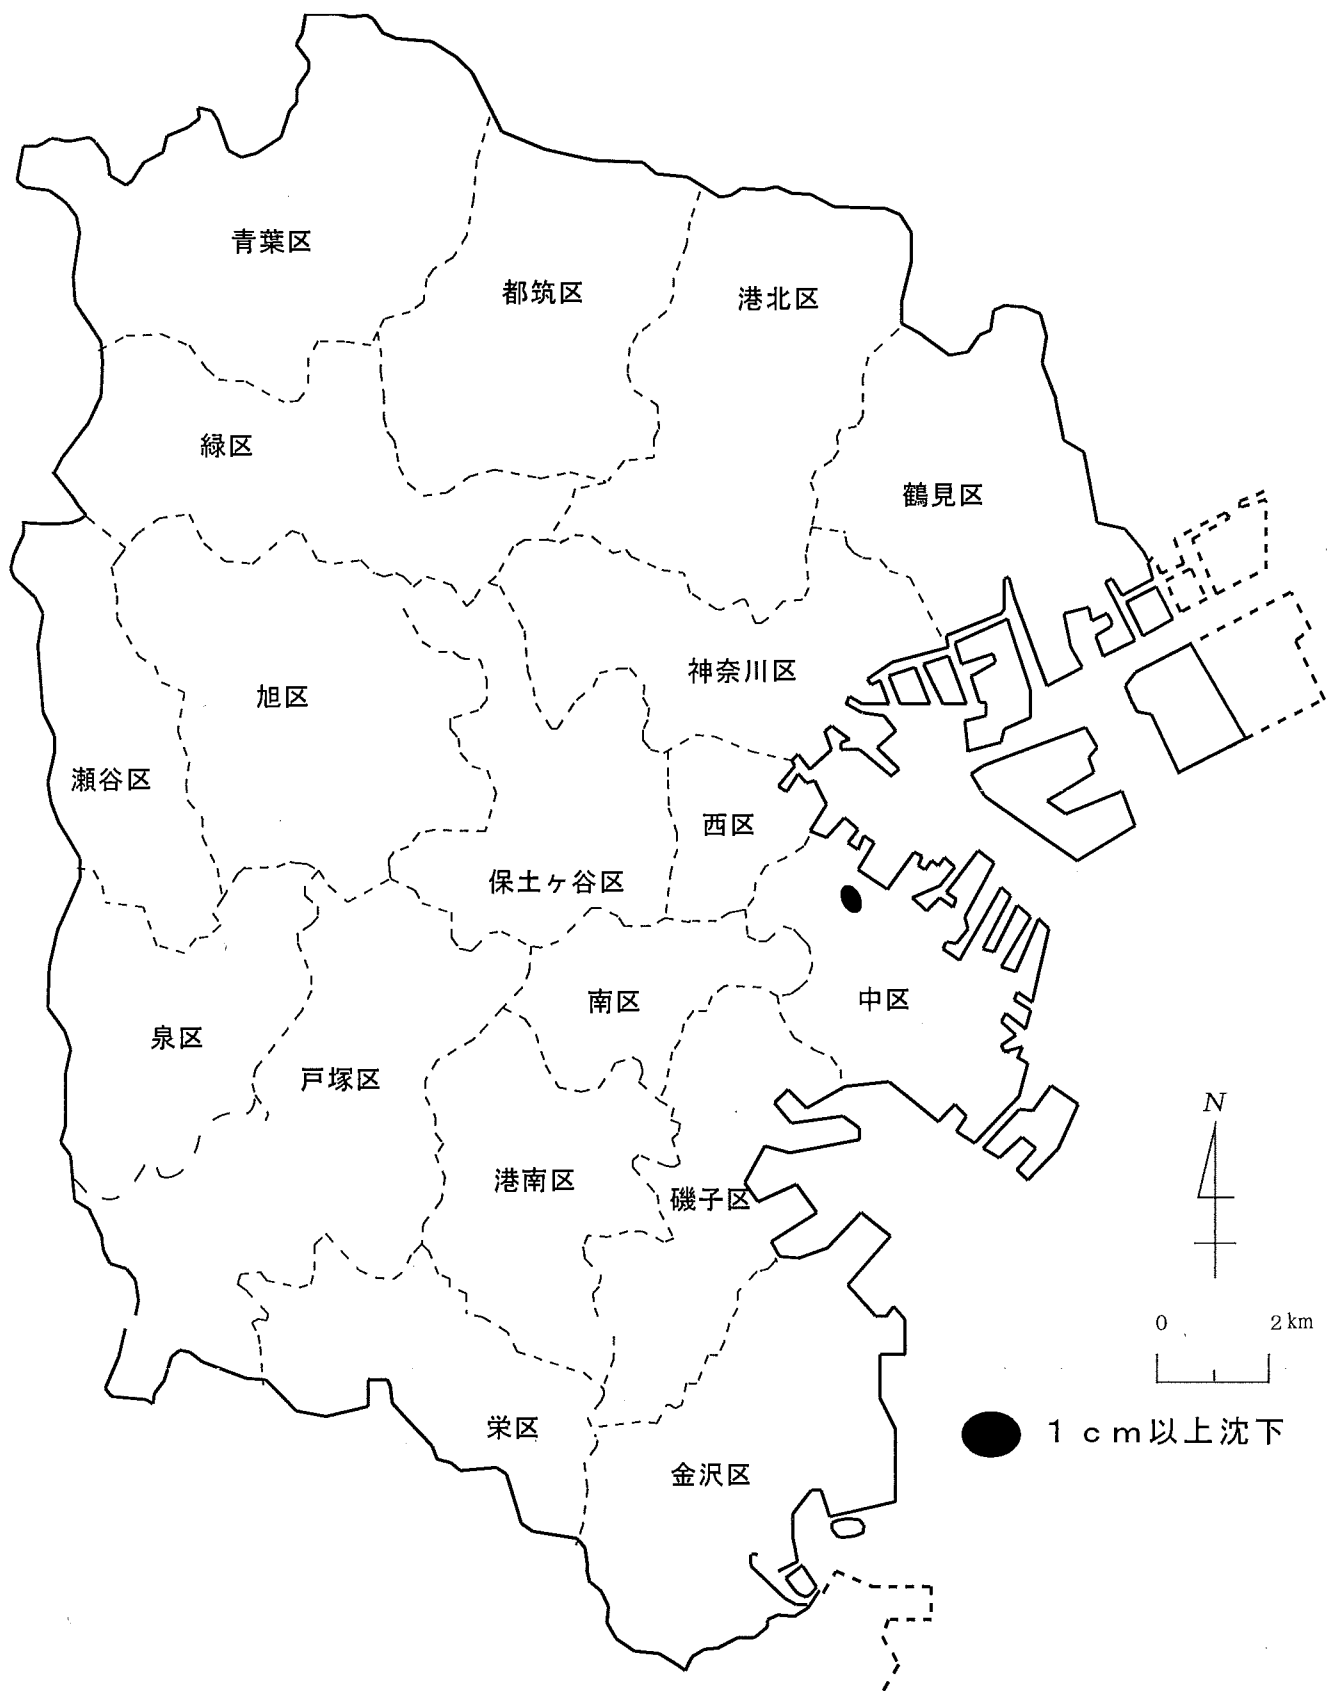 青葉区
都筑区
港北区
緑区
鶴見区
神奈川区
旭区
瀬谷区
西区
保土ヶ谷区
南区
中区
泉区
戸塚区
港南区
磯子区
N
0 2km
栄区
1cm以上沈下
金沢区